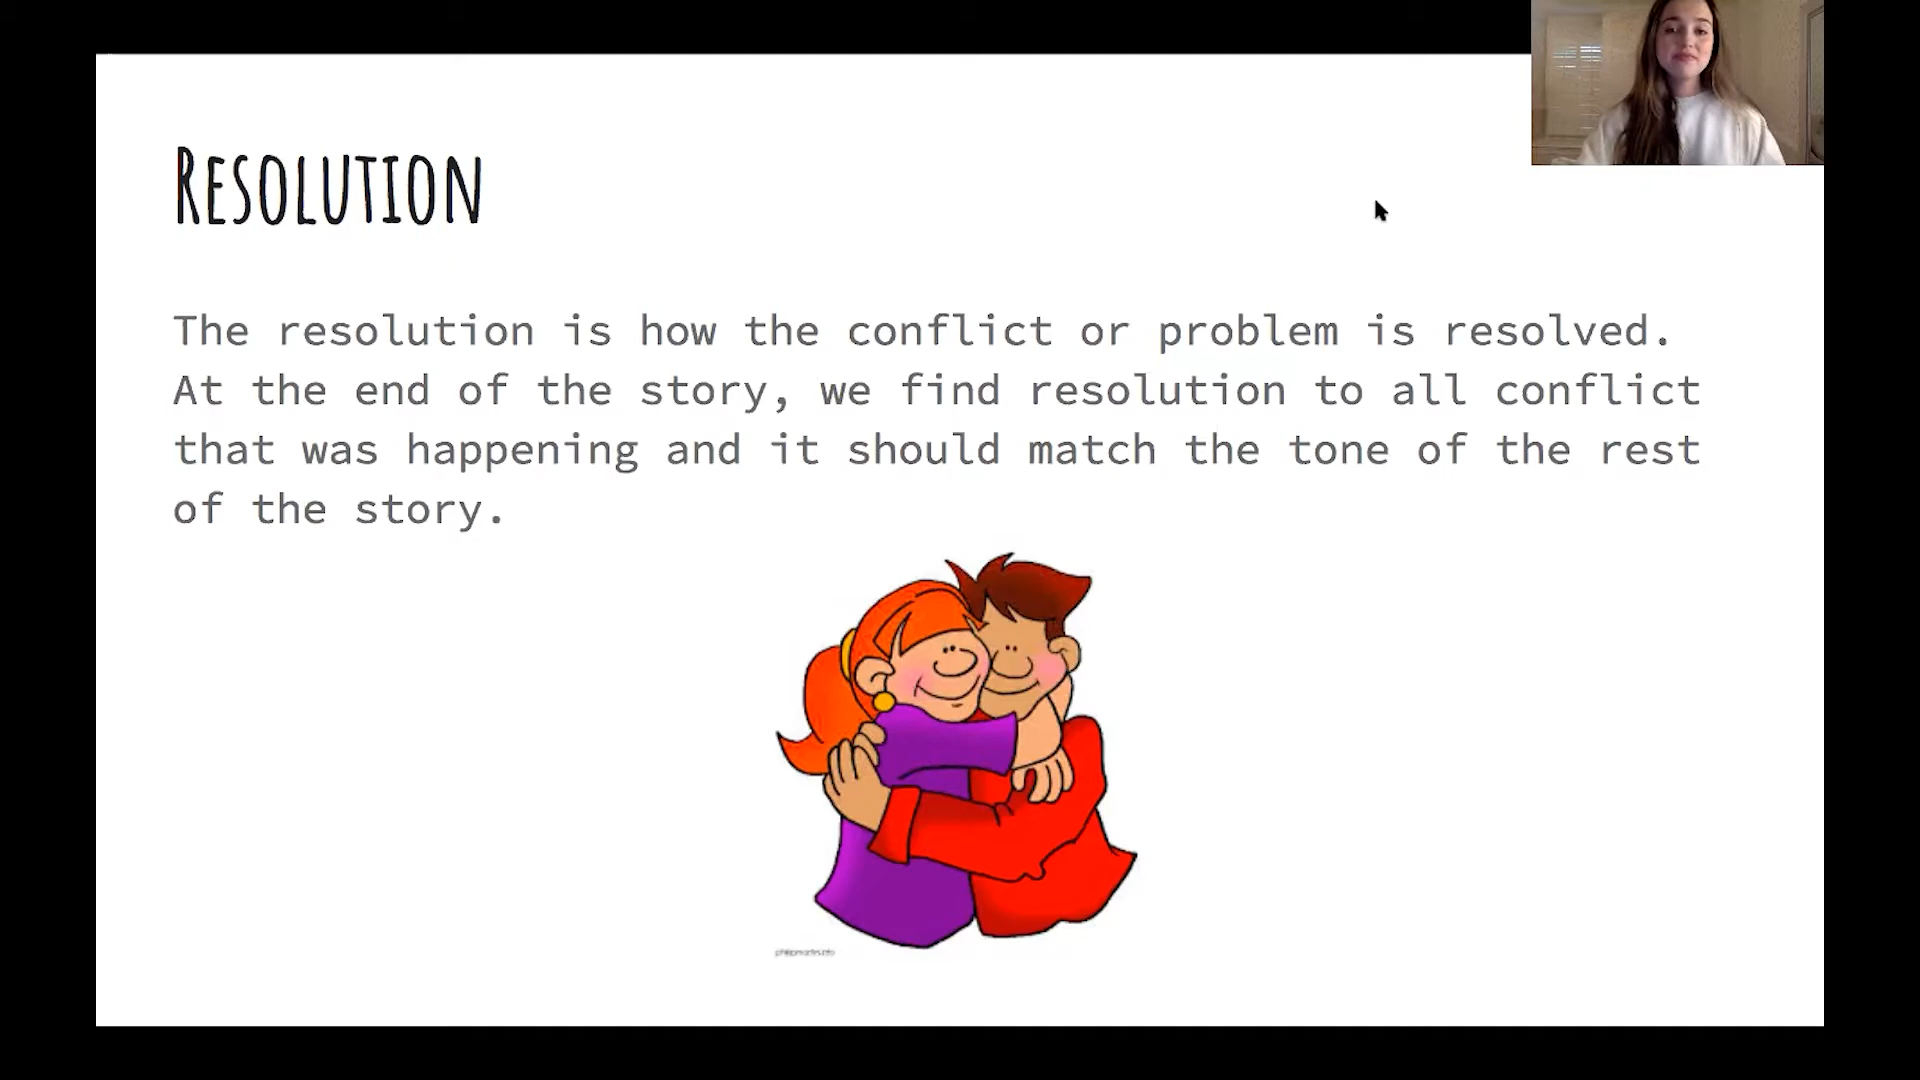 Resolution
The resolution is how the conflict or problem is resolved.
At the end of the story, we find resolution to all conflict
that was happening and it should match the tone of the rest
of the story.